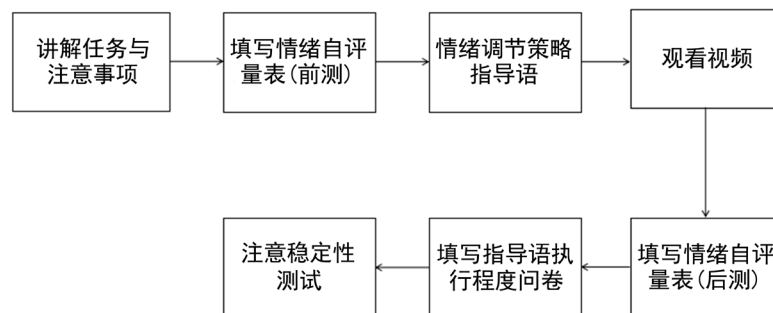 讲解任务与
注意事项
填写情绪自评
量表(前测)
情绪调节策略
指导语
观看视频
填写情绪自评
量表(后测)
填写指导语执
行程度问卷
注意稳定性
测试